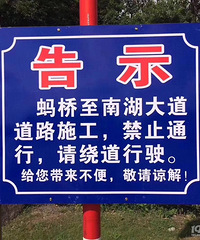 告示
蚂桥至南湖大道
道路施工，禁止通
行，请绕道行驶。
给您带来不便，敬请谅解！